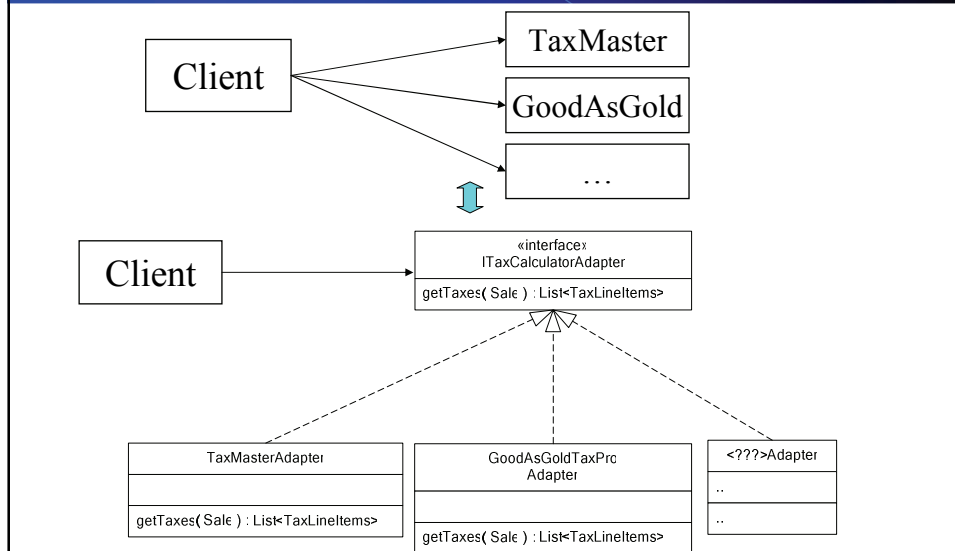 Client
TaxMaster
GoodAsGold
...
Client
«interface»
ITaxCalculatorAdapter
getTaxes( Sale ) : List<TaxLineItems>
TaxMasterAdapter
getTaxes( Sale ) : List<TaxLineItems>
GoodAsGoldTaxPro
Adapter
getTaxes( Sale ) : List<TaxLineItems>
<???>Adapter
..
..